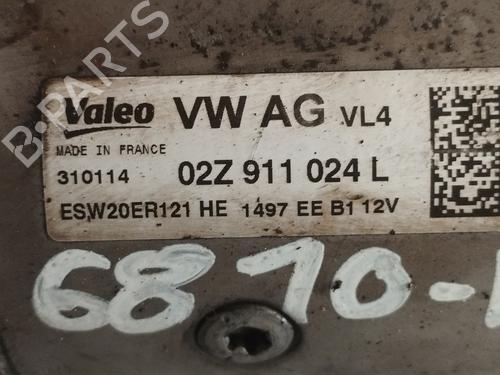 B-PARTS
Valeo VW AG VL4
MADE IN FRANCE
310114 02Z 911 024 L
ESW20ER121 HE 1497 EE B1 12V
6870-